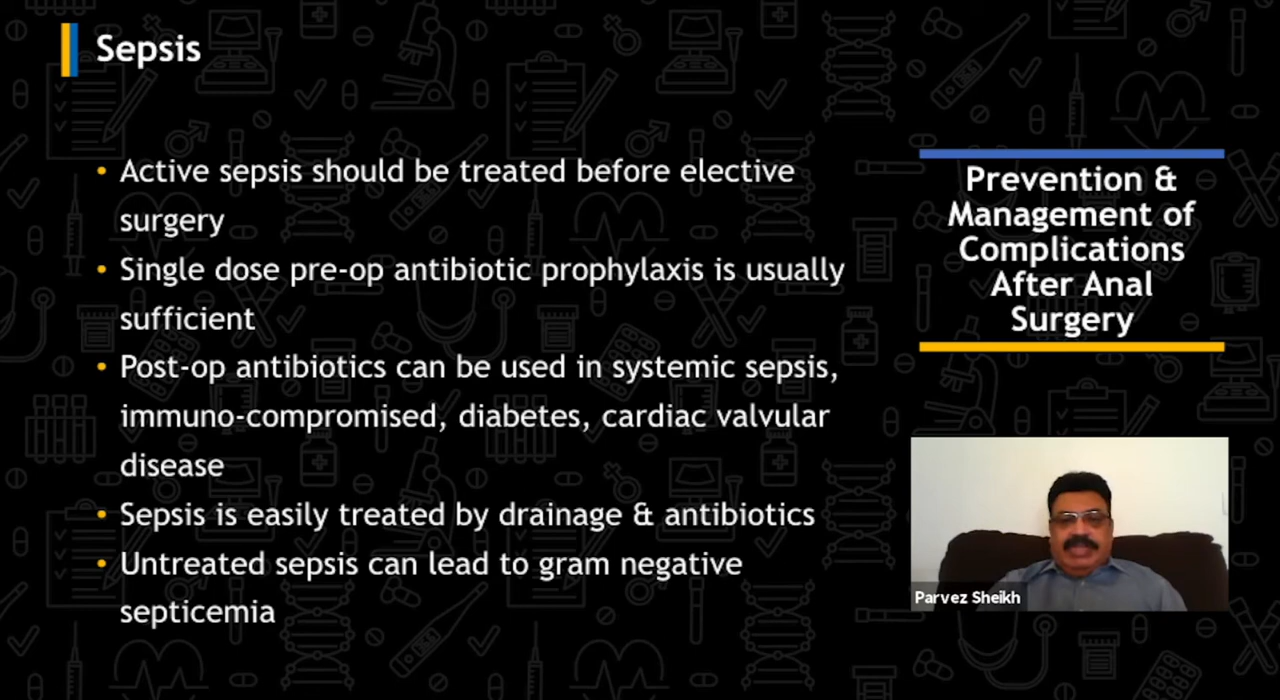 Sepsis
• Active sepsis should be treated before elective
surgery
• Single dose pre-op antibiotic prophylaxis is usually
sufficient
• Post-op antibiotics can be used in systemic sepsis,
immuno-compromised, diabetes, cardiac valvular
disease
• Sepsis is easily treated by drainage & antibiotics
• Untreated sepsis can lead to gram negative
septicemia
Prevention &
Management of
Complications
After Anal
Surgery
Parvez Sheikh